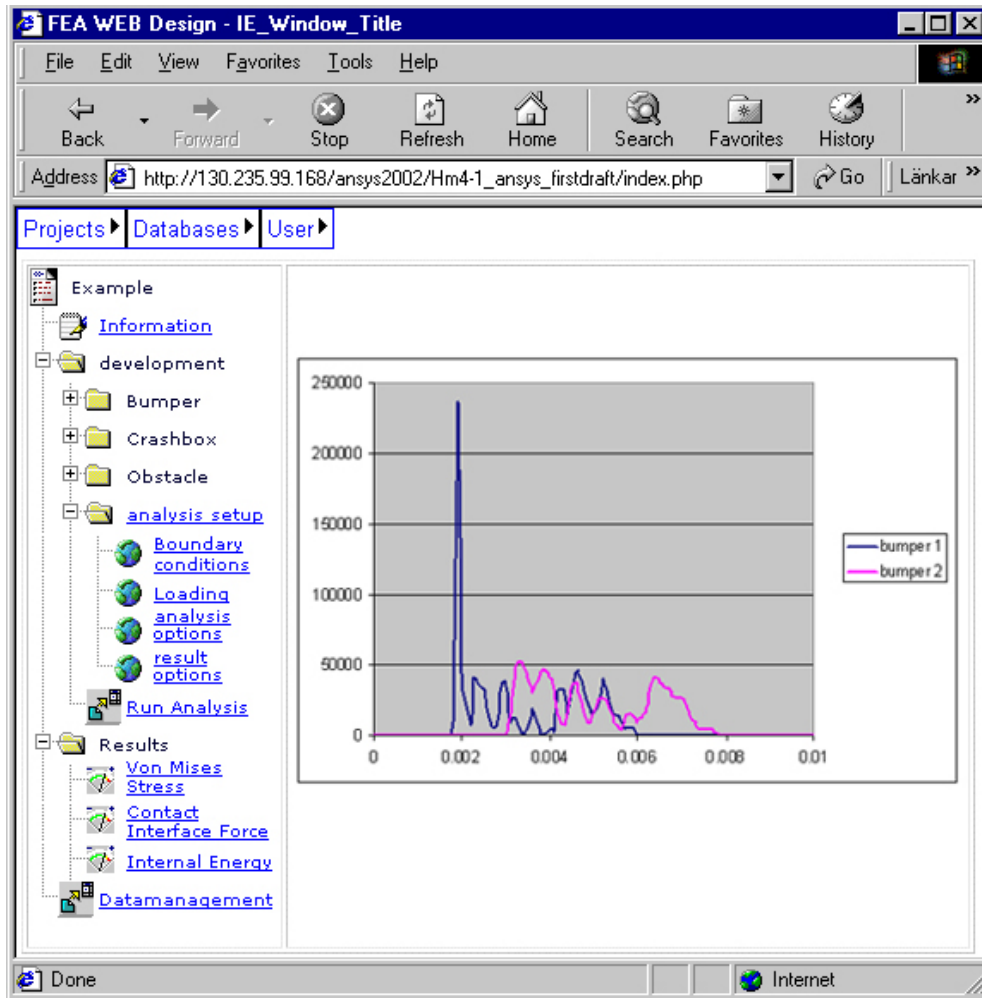 FEA WEB Design - IE_Window_Title
File Edit View Favorites Tools Help
Back Forward Stop Refresh Home Search Favorites History »
Address http://130.235.99.168/ansys2002/Hm4-1_ansys_firstdraft/index.php Go Länkar »
Projects Databases User
Example
Information
development
Bumper
Crashbox
Obstacle
analysis setup
Boundary
conditions
Loading
analysis
options
result
options
Run Analysis
Results
Von Mises
Stress
Contact
Interface Force
Internal Energy
Datamanagement
250000
200000
150000
100000
50000
0
0 0.002 0.004 0.006 0.008 0.01
bumper 1
bumper 2
Done Internet